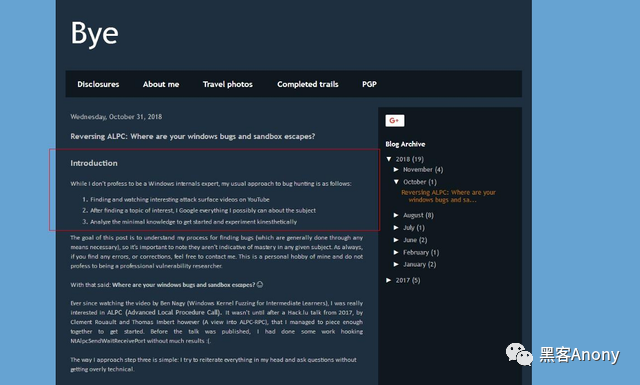 Bye
Disclosures About me Travel photos Completed trails PGP
Wednesday, October 31, 2018
Reversing ALPC: Where are your windows bugs and sandbox escapes?
Introduction
While I don't profess to be a Windows internals expert, my usual approach to bug hunting is as follows:
1. Finding and watching interesting attack surface videos on YouTube
2. After finding a topic of interest, I Google everything I possibly can about the subject
3. Analyze the minimal knowledge to get started and experiment kinesthetically
The goal of this post is to understand my process for finding bugs (which are generally done through any
means necessary), so it's important to note they aren't indicative of mastery in any given subject. As always,
if you find any errors, or corrections, feel free to contact me. This is a personal hobby of mine and do not
profess to being a professional vulnerability researcher.
With that said: Where are your windows bugs and sandbox escapes? ☺
Ever since watching the video by Ben Nagy (Windows Kernel Fuzzing for Intermediate Learners), I was really
interested in ALPC (Advanced Local Procedure Call). It wasn't until after a Hack.lu talk from 2017, by
Clement Rouault and Thomas Imbert however (A view into ALPC-RPC), that I managed to piece enough
together to get started. Before the talk was published, I had done some work hooking
NtAlpcSendWaitReceivePort without much results :(.
The way I approach step three is simple: I try to reiterate everything in my head and ask questions without
getting overly technical.
G+
Blog Archive
▼ 2018 (19)
► November (4)
▼ October (1)
Reversing ALPC: Where are your
windows bugs and sa...
► August (8)
► July (1)
► June (2)
► February (1)
► January (2)
► 2017 (5)
黑客Anony